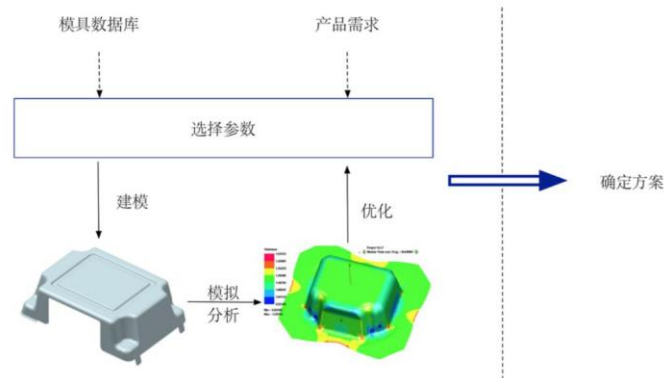 模具数据库
产品需求
选择参数
建模
优化
确定方案
模拟
分析